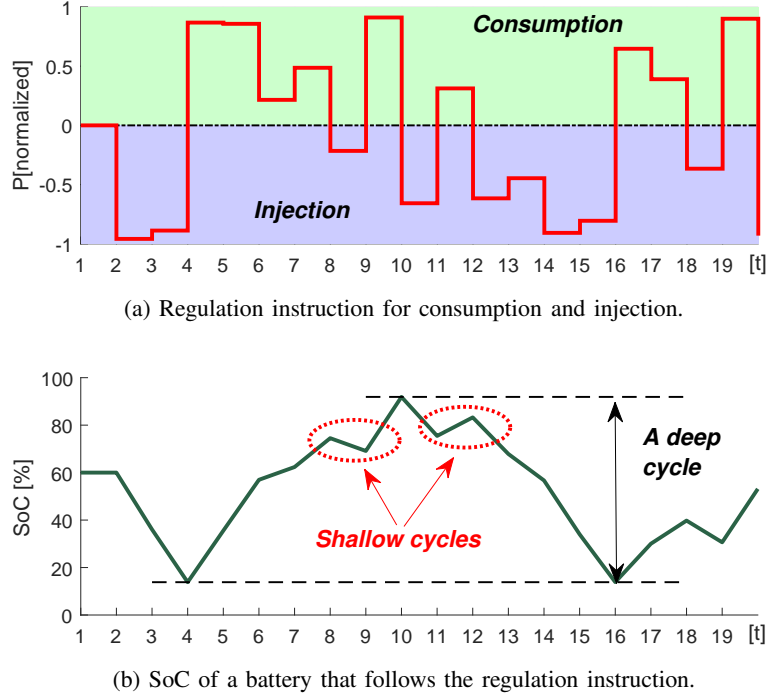 1
0.5
0
-0.5
-1
P[normalized]
Consumption
Injection
1 2 3 4 5 6 7 8 9 10 11 12 13 14 15 16 17 18 19 [t]
(a) Regulation instruction for consumption and injection.
100
80
60
40
20
0
SoC [%]
A deep
cycle
Shallow cycles
1 2 3 4 5 6 7 8 9 10 11 12 13 14 15 16 17 18 19 [t]
(b) SoC of a battery that follows the regulation instruction.